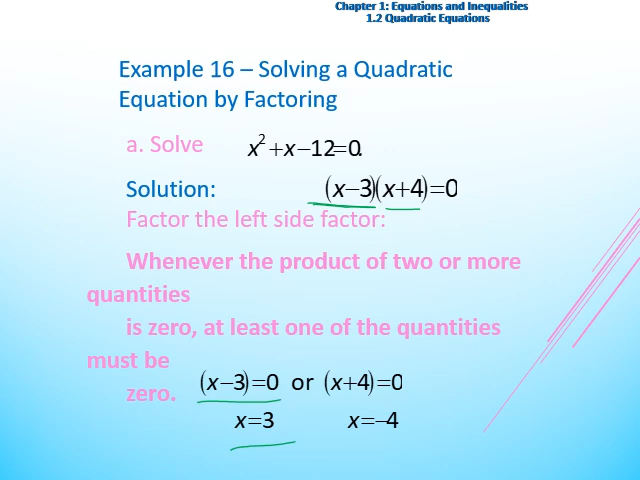 Chapter 1: Equations and Inequalities
1.2 Quadratic Equations
Example 16 – Solving a Quadratic
Equation by Factoring
a. Solve x²+x−12=0.
Solution: (x−3)(x+4)=0
Factor the left side factor:
Whenever the product of two or more
quantities
is zero, at least one of the quantities
must be
zero. (x−3)=0 or (x+4)=0
x=3 x=−4